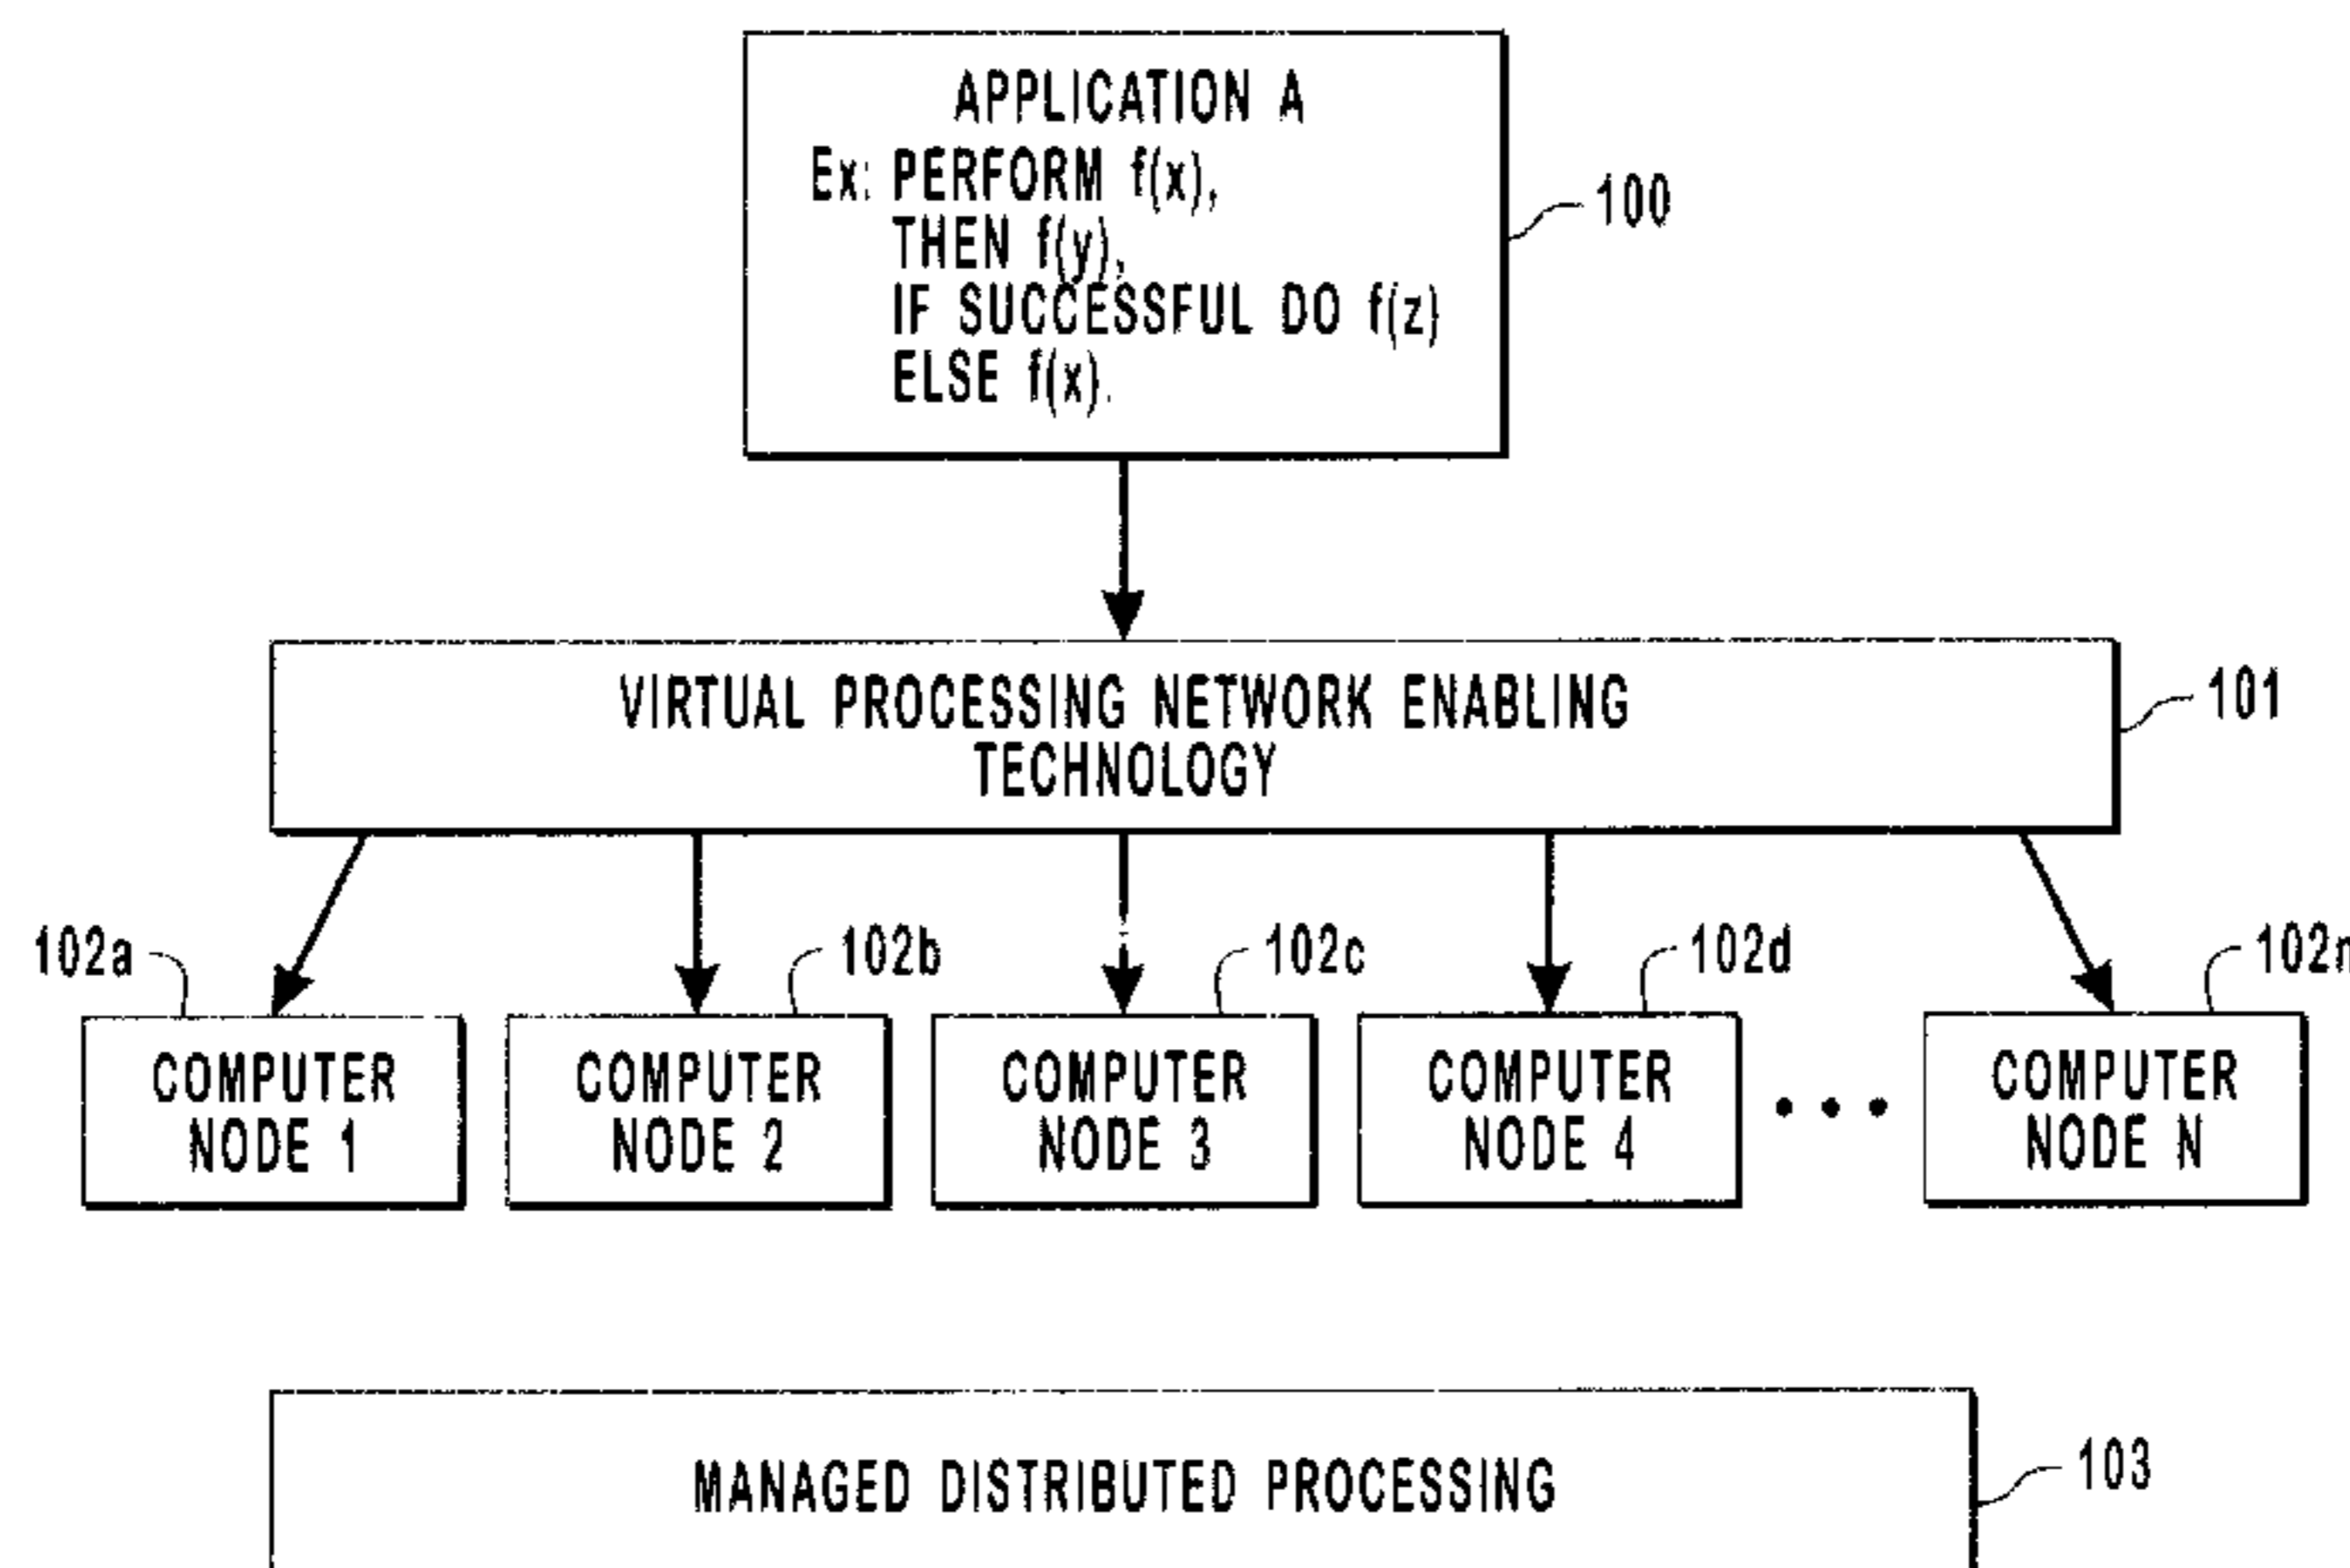 APPLICATION A
Ex: PERFORM f(x),
THEN f(y),
IF SUCCESSFUL DO f(z)
ELSE f(x).
100
VIRTUAL PROCESSING NETWORK ENABLING
TECHNOLOGY
101
102a
102b
102c
102d
102n
COMPUTER
NODE 1
COMPUTER
NODE 2
COMPUTER
NODE 3
COMPUTER
NODE 4
• • •
COMPUTER
NODE N
MANAGED DISTRIBUTED PROCESSING
103